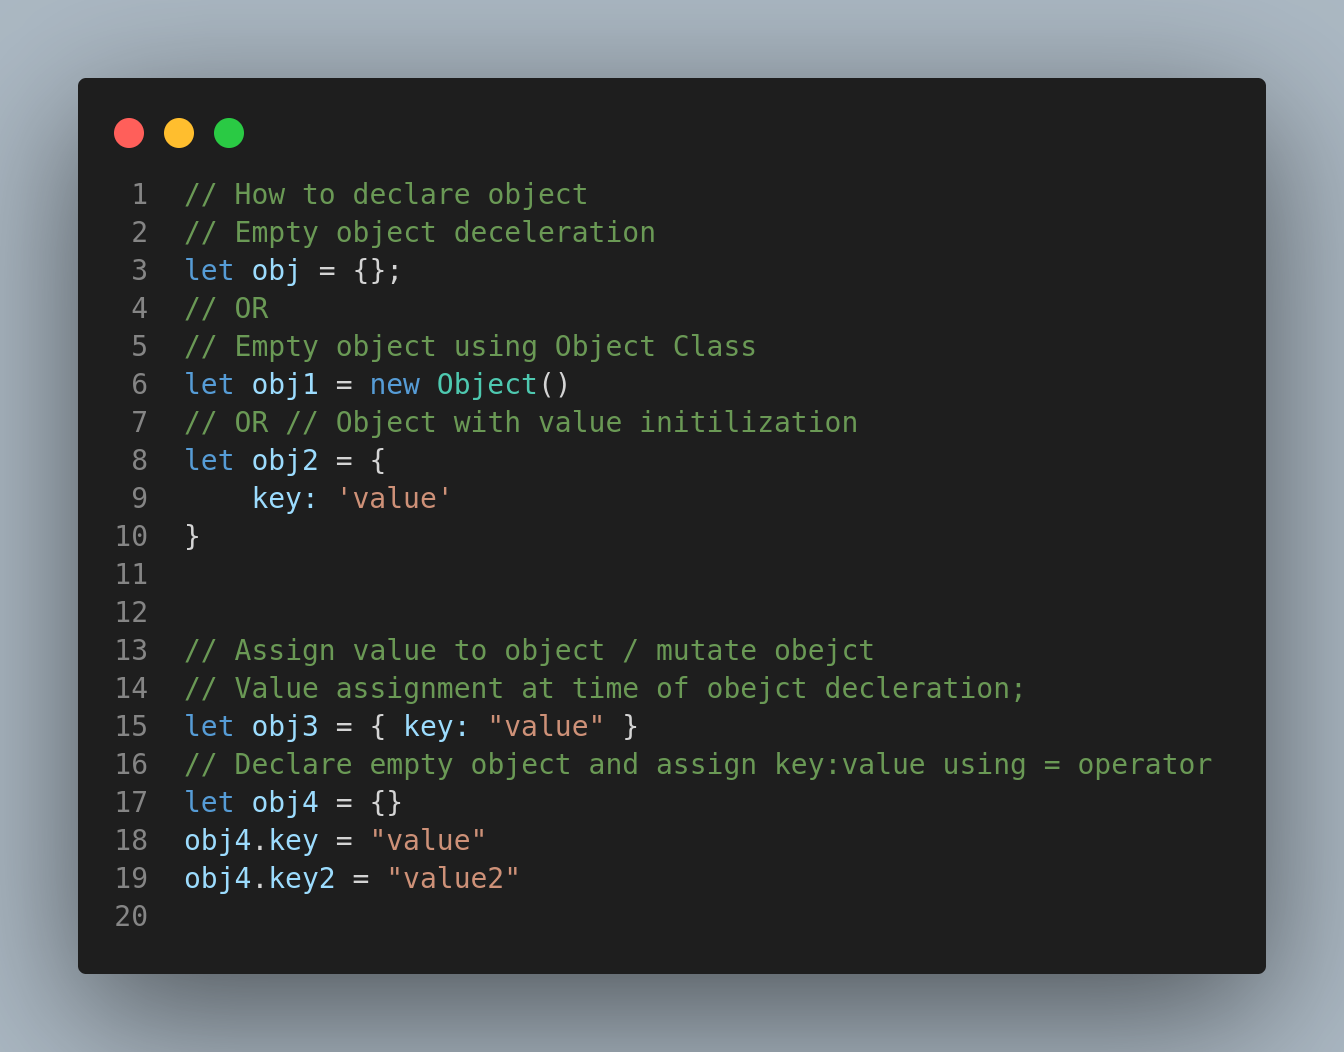 1 // How to declare object
2 // Empty object deceleration
3 let obj = {};
4 // OR
5 // Empty object using Object Class
6 let obj1 = new Object()
7 // OR // Object with value initilization
8 let obj2 = {
9     key: 'value'
10 }
11
12
13 // Assign value to object / mutate obejct
14 // Value assignment at time of obejct decleration;
15 let obj3 = { key: "value" }
16 // Declare empty object and assign key:value using = operator
17 let obj4 = {}
18 obj4.key = "value"
19 obj4.key2 = "value2"
20